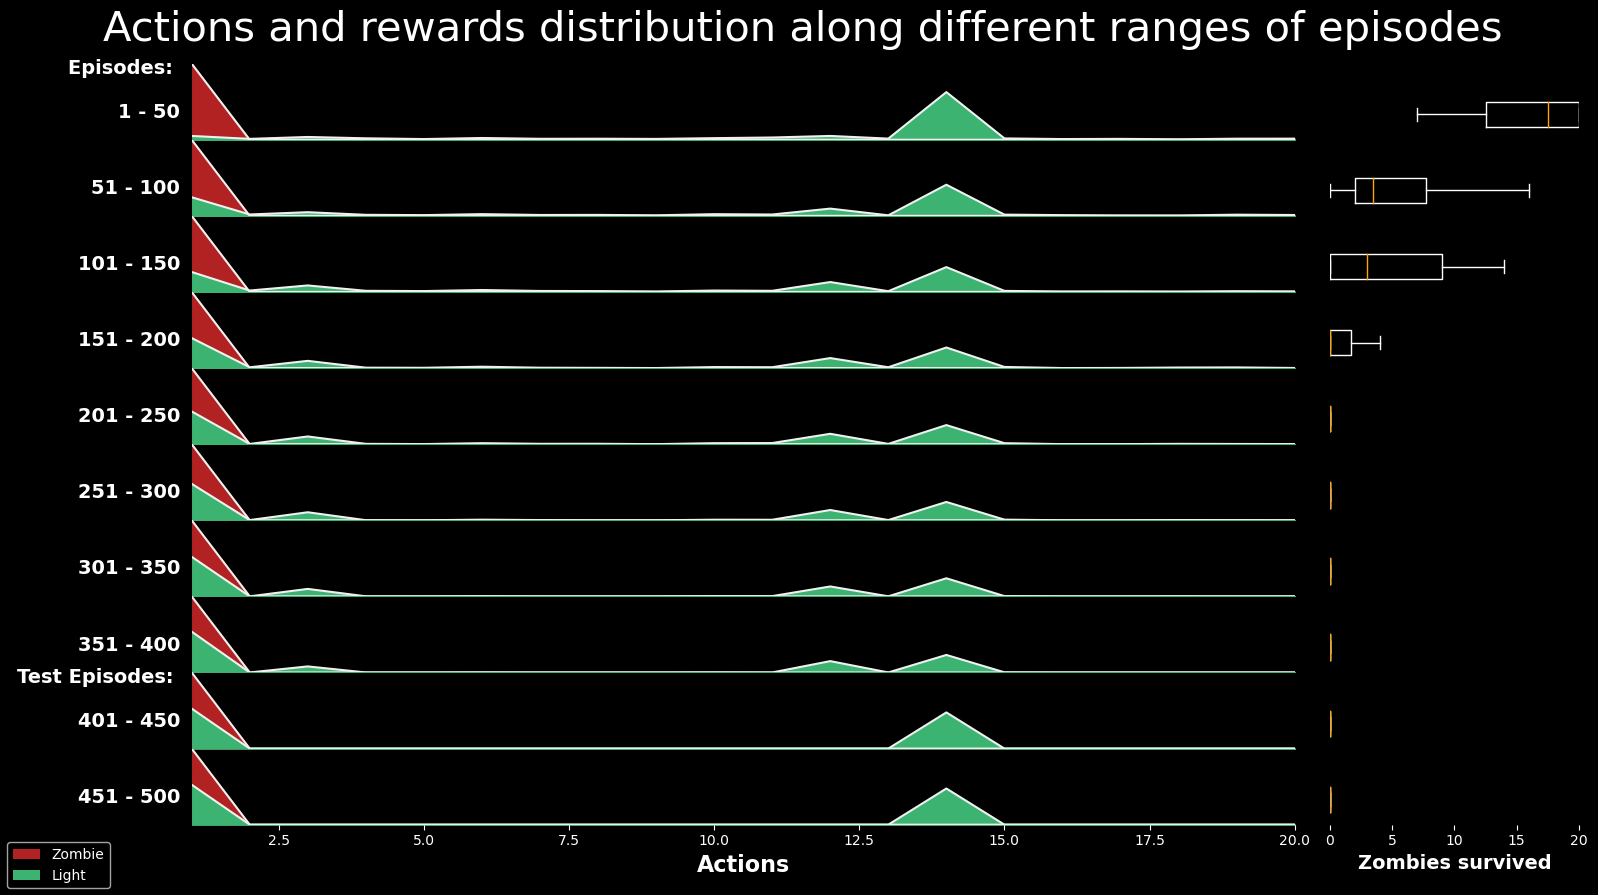 Actions and rewards distribution along different ranges of episodes
Episodes:
1 - 50
51 - 100
101 - 150
151 - 200
201 - 250
251 - 300
301 - 350
351 - 400
Test Episodes:
401 - 450
451 - 500
2.5 5.0 7.5 10.0 12.5 15.0 17.5 20.0
0 5 10 15 20
Actions
Zombies survived
Zombie
Light